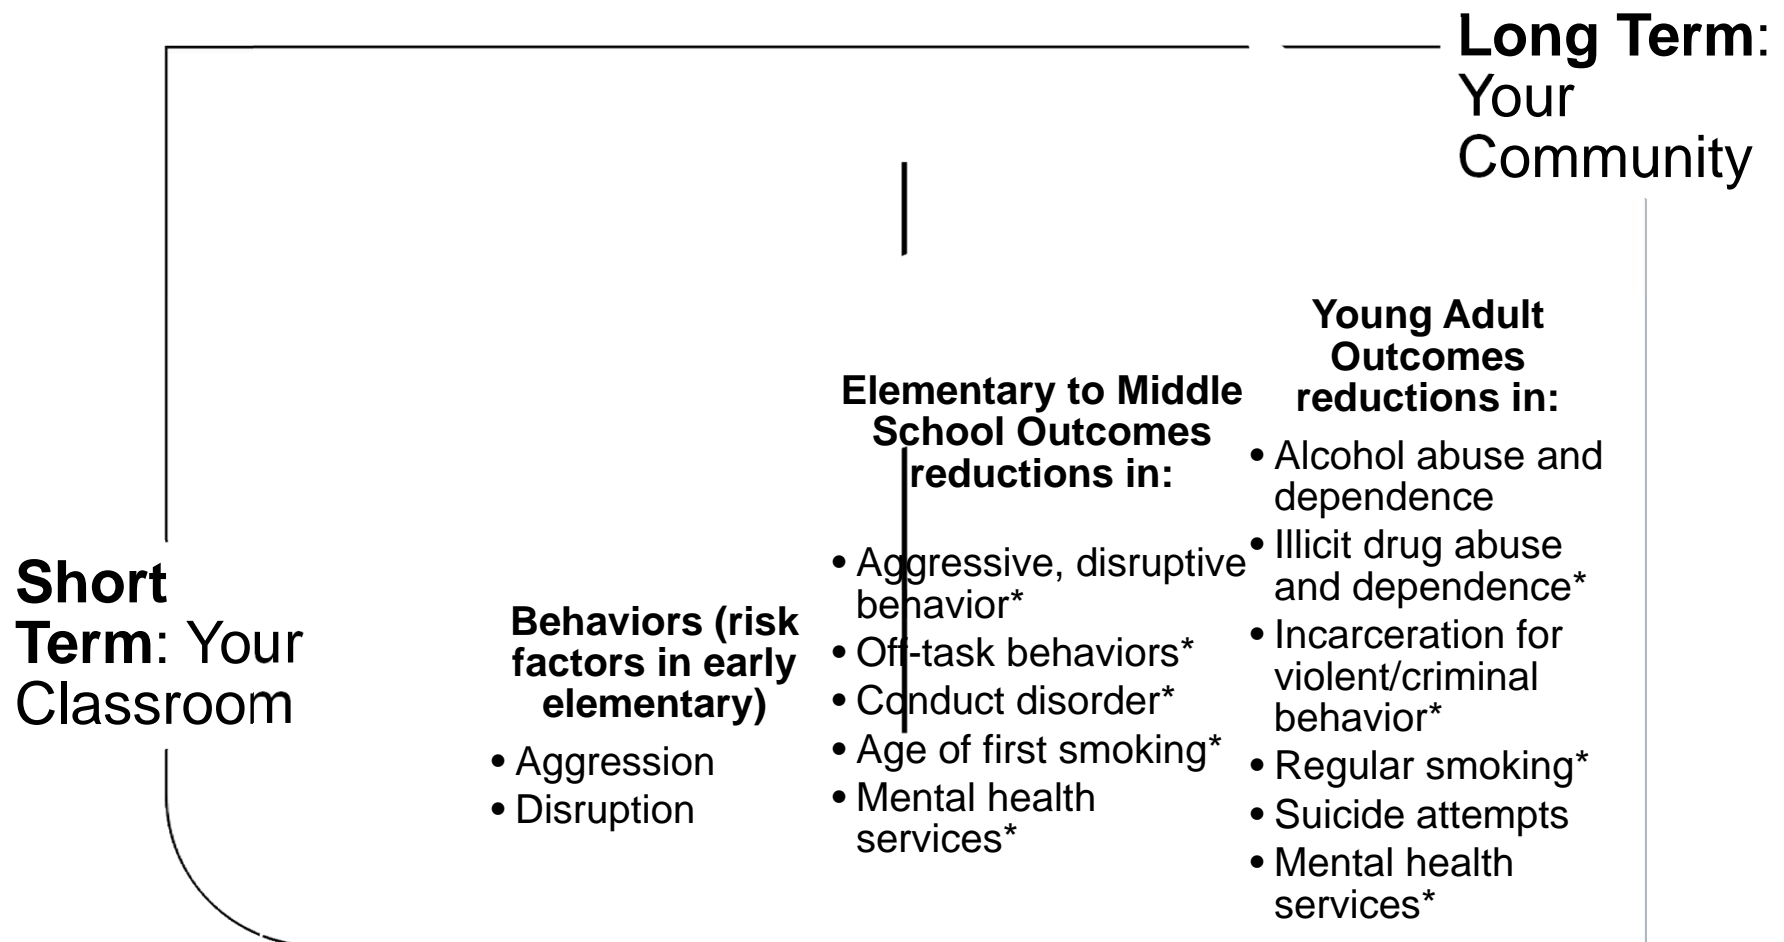 Long Term:
Your
Community
Short
Term: Your
Classroom
Behaviors (risk
factors in early
elementary)
• Aggression
• Disruption
Elementary to Middle
School Outcomes
reductions in:
• Aggressive, disruptive
behavior*
• Off-task behaviors*
• Conduct disorder*
• Age of first smoking*
• Mental health
services*
Young Adult
Outcomes
reductions in:
• Alcohol abuse and
dependence
• Illicit drug abuse
and dependence*
• Incarceration for
violent/criminal
behavior*
• Regular smoking*
• Suicide attempts
• Mental health
services*